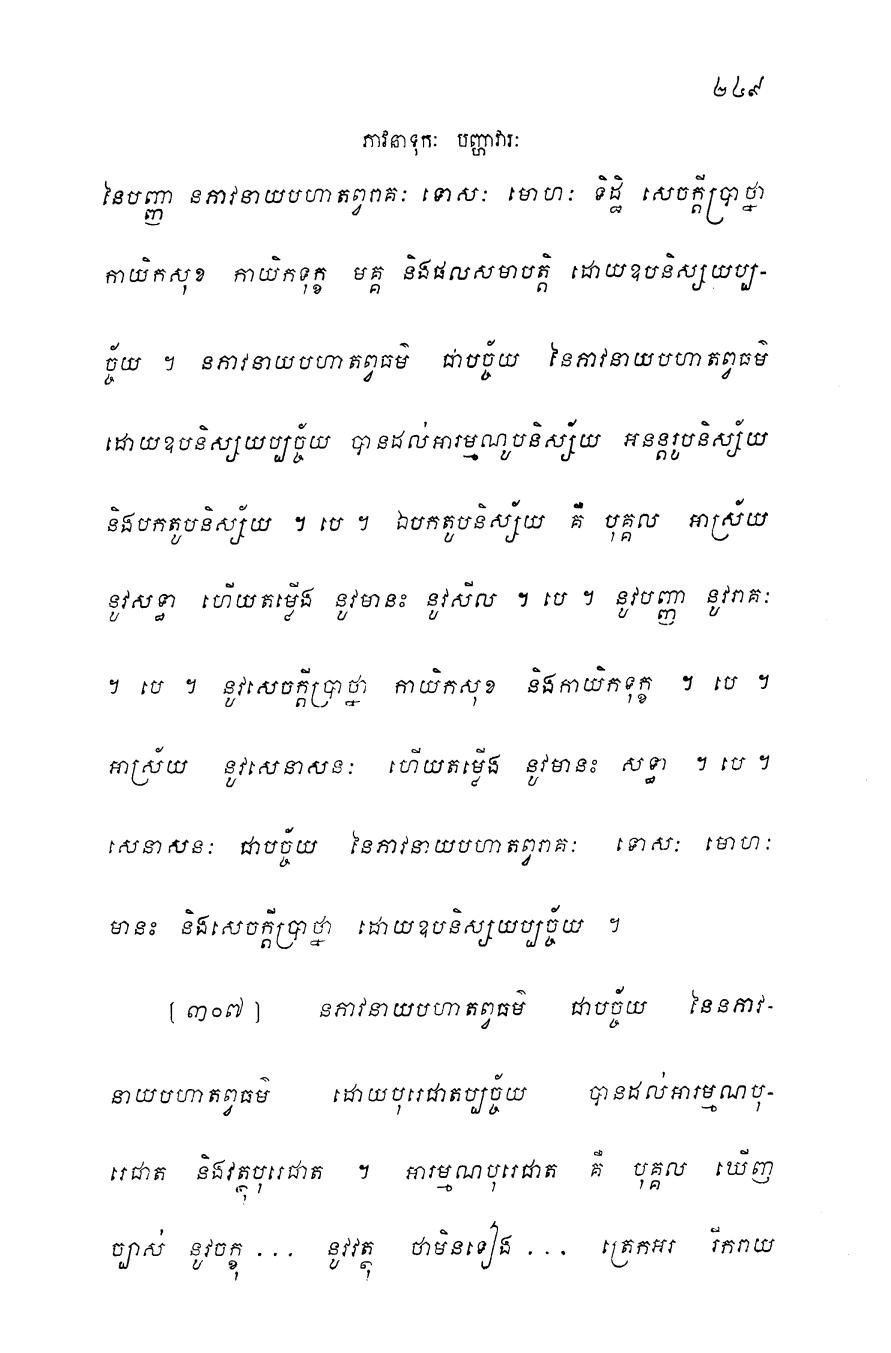 ២៤៩
ភាវនាទុកៈ បញ្ហាវារៈ
នៃបញ្ញា នភាវនាយបហាតព្វរាគៈ ទោសៈ មោហៈ ទិដ្ឋិ សេចក្តីប្រាថ្នា
កាយិកសុខ កាយិកទុក្ខ មគ្គ និងផលសមាបត្តិ ដោយឧបនិស្សយប្ប-
ច្ច័យ ។ នភាវនាយបហាតព្វធម៌ ជាបច្ច័យ នៃភាវនាយបហាតព្វធម៌
ដោយឧបនិស្សយប្បច្ច័យ បានដល់អារម្មណូបនិស្ស័យ អនន្តរូបនិស្ស័យ
និងបកតូបនិស្ស័យ ។ បេ ។ ឯបកតូបនិស្ស័យ គឺ បុគ្គល អាស្រ័យ
នូវសទ្ធា ហើយតម្លើង នូវមានះ នូវសីល ។ បេ ។ នូវបញ្ញា នូវរាគៈ
។ បេ ។ នូវសេចក្តីប្រាថ្នា កាយិកសុខ និងកាយិកទុក្ខ ។ បេ ។
អាស្រ័យ នូវសេនាសនៈ ហើយតម្លើង នូវមានះ សទ្ធា ។ បេ ។
សេនាសនៈ ជាបច្ច័យ នៃភាវនាយបហាតព្វរាគៈ ទោសៈ មោហៈ
មានះ និងសេចក្តីប្រាថ្នា ដោយឧបនិស្សយប្បច្ច័យ ។
[ ៣០៧ ] នភាវនាយបហាតព្វធម៌ ជាបច្ច័យ នៃនភាវ-
នាយបហាតព្វធម៌ ដោយបុរេជាតប្បច្ច័យ បានដល់អារម្មណបុ-
រេជាត និងវត្ថុបុរេជាត ។ អារម្មណបុរេជាត គឺ បុគ្គល ឃើញ
ច្បាស់ នូវចក្ខុ ... នូវវត្ថុ ថាមិនទៀង ... ត្រេកអរ រីករាយ